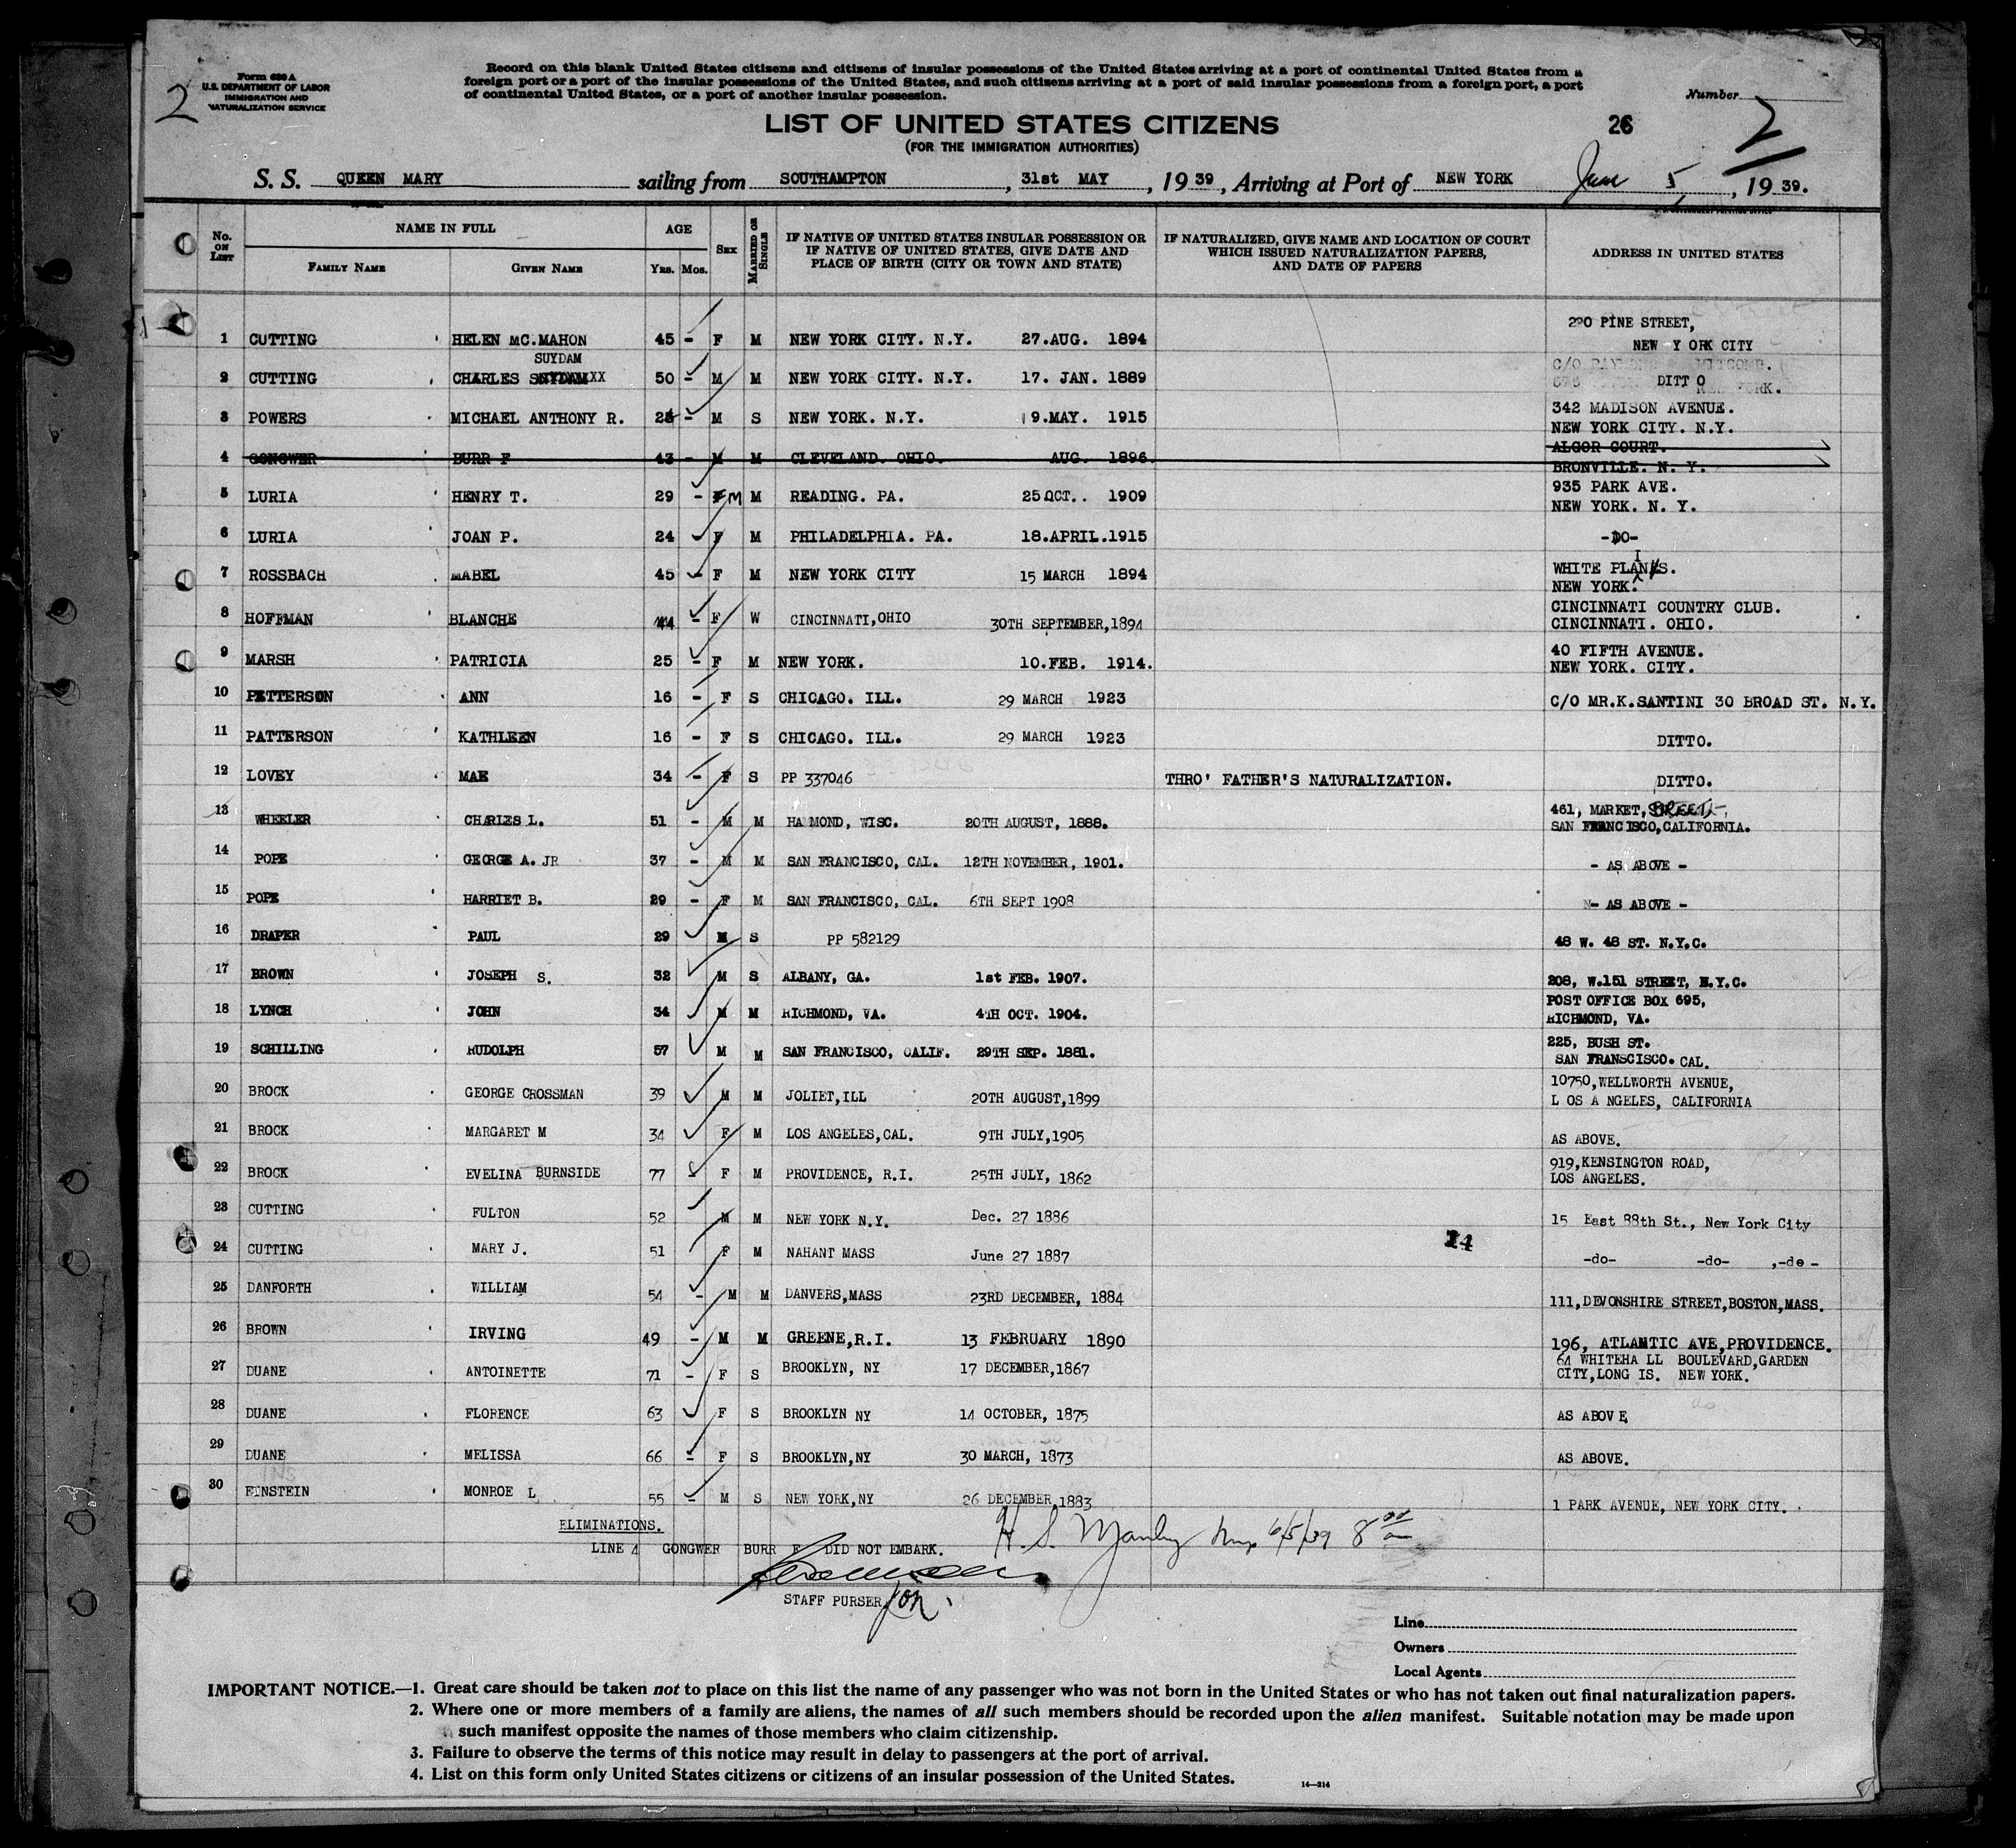 2
Form 630 A
U.S. DEPARTMENT OF LABOR
IMMIGRATION AND
NATURALIZATION SERVICE
Record on this blank United States citizens and citizens of insular possessions of the United States arriving at a port of continental United States from a
foreign port or a port of the insular possessions of the United States, and such citizens arriving at a port of said insular possessions from a foreign port, a port
of continental United States, or a port of another insular possession.
Number
LIST OF UNITED STATES CITIZENS
(FOR THE IMMIGRATION AUTHORITIES)
26
2
S. S. QUEEN MARY sailing from SOUTHAMPTON, 31st MAY, 19 39, Arriving at Port of NEW YORK June 5, 19 39.
No. ON LIST
NAME IN FULL
FAMILY NAME GIVEN NAME
AGE
Yrs. Mos.
SEX
MARRIED OR SINGLE
IF NATIVE OF UNITED STATES INSULAR POSSESSION OR
IF NATIVE OF UNITED STATES, GIVE DATE AND
PLACE OF BIRTH (CITY OR TOWN AND STATE)
IF NATURALIZED, GIVE NAME AND LOCATION OF COURT
WHICH ISSUED NATURALIZATION PAPERS,
AND DATE OF PAPERS
ADDRESS IN UNITED STATES
1 CUTTING HELEN MC.MAHON 45 - F M NEW YORK CITY. N.Y. 27.AUG. 1894 220 PINE STREET,
NEW Y ORK CITY
SUYDAM
2 CUTTING CHARLES SNYDAMXX 50 - M M NEW YORK CITY. N.Y. 17. JAN. 1889 DITT O
3 POWERS MICHAEL ANTHONY R. 24 - M S NEW YORK. N.Y. 9.MAY. 1915 342 MADISON AVENUE.
NEW YORK CITY. N.Y.
4 GONGWER BURR F 43 - M M CLEVELAND. OHIO. AUG. 1896. ALGOR COURT.
BRONVILLE. N. Y.
5 LURIA HENRY T. 29 - F M M READING. PA. 25 OCT.. 1909 935 PARK AVE.
NEW YORK. N. Y.
6 LURIA JOAN P. 24 - F M PHILADELPHIA. PA. 18.APRIL.1915 -DO-
7 ROSSBACH MABEL 45 - F M NEW YORK CITY 15 MARCH 1894 WHITE PLAINS.
NEW YORK.
8 HOFFMAN BLANCHE 44 - F W CINCINNATI,OHIO 30TH SEPTEMBER,1894 CINCINNATI COUNTRY CLUB.
CINCINNATI. OHIO.
9 MARSH PATRICIA 25 - F M NEW YORK. 10.FEB. 1914. 40 FIFTH AVENUE.
NEW YORK. CITY.
10 PATTERSON ANN 16 - F S CHICAGO. ILL. 29 MARCH 1923 C/O MR.K.SANTINI 30 BROAD ST. N.Y.
11 PATTERSON KATHLEEN 16 - F S CHICAGO. ILL. 29 MARCH 1923 DITTO.
12 LOVEY MAE 34 - F S PP 337046 THRO' FATHER'S NATURALIZATION. DITTO.
13 WHEELER CHARLES L. 51 - M M HA MOND, WISC. 20TH AUGUST, 1888. 461, MARKET, STREET,
SAN FRANCISCO,CALIFORNIA.
14 POPE GEORGE A. JR 37 - M M SAN FRANCISCO, CAL. 12TH NOVEMBER, 1901. - AS ABOVE -
15 POPE HARRIET B. 29 - F M SAN FRANCISCO, CAL. 6TH SEPT 1908 - AS ABOVE -
16 DRAPER PAUL 29 M S PP 582129 48 W. 48 ST. N.Y.C.
17 BROWN JOSEPH S. 32 M S ALBANY, GA. 1st FEB. 1907. 208, W.151 STREET, N.Y.C.
18 LYNCH JOHN 34 M M RICHMOND, VA. 4TH OCT. 1904. POST OFFICE BOX 695,
RICHMOND, VA.
19 SCHILLING RUDOLPH 57 M M SAN FRANCISCO, CALIF. 29TH SEP. 1881. 225, BUSH ST.
SAN FRANSCISCO. CAL.
20 BROCK GEORGE CROSSMAN 39 M M JOLIET,ILL 20TH AUGUST,1899 10750,WELLWORTH AVENUE,
L OS A NGELES, CALIFORNIA
21 BROCK MARGARET M 34 F M LOS ANGELES,CAL. 9TH JULY,1905 AS ABOVE.
22 BROCK EVELINA BURNSIDE 77 - F M PROVIDENCE, R.I. 25TH JULY, 1862 919,KENSINGTON ROAD,
LOS ANGELES.
23 CUTTING FULTON 52 M M NEW YORK N.Y. Dec. 27 1886 15 East 88th St., New York City
24 CUTTING MARY J. 51 F M NAHANT MASS June 27 1887 14 -do- -do- ,-do-
25 DANFORTH WILLIAM 54 - M M DANVERS,MASS 23RD DECEMBER, 1884 111,DEVONSHIRE STREET,BOSTON,MASS.
26 BROWN IRVING 49 - M M GREENE,R.I. 13 FEBRUARY 1890 196, ATLANTIC AVE,PROVIDENCE.
27 DUANE ANTOINETTE 71 - F S BROOKLYN, NY 17 DECEMBER,1867 64 WHITEHA LL BOULEVARD,GARDEN
CITY,LONG IS. NEW YORK.
28 DUANE FLORENCE 63 F S BROOKLYN NY 14 OCTOBER, 1875 AS ABOVE
29 DUANE MELISSA 66 - F S BROOKLYN,NY 30 MARCH, 1873 AS ABOVE.
30 EINSTEIN MONROE L 55 - M S NEW YORK,NY 26 DECEMBER,1883 1 PARK AVENUE, NEW YORK CITY.
ELIMINATIONS.
LINE 4 GONGWER BURR F DID NOT EMBARK.
H. S. Manley 6/5/39 8 00
STAFF PURSER for
Line
Owners
Local Agents
IMPORTANT NOTICE.—1. Great care should be taken not to place on this list the name of any passenger who was not born in the United States or who has not taken out final naturalization papers.
2. Where one or more members of a family are aliens, the names of all such members should be recorded upon the alien manifest. Suitable notation may be made upon
such manifest opposite the names of those members who claim citizenship.
3. Failure to observe the terms of this notice may result in delay to passengers at the port of arrival.
4. List on this form only United States citizens or citizens of an insular possession of the United States.
14—214